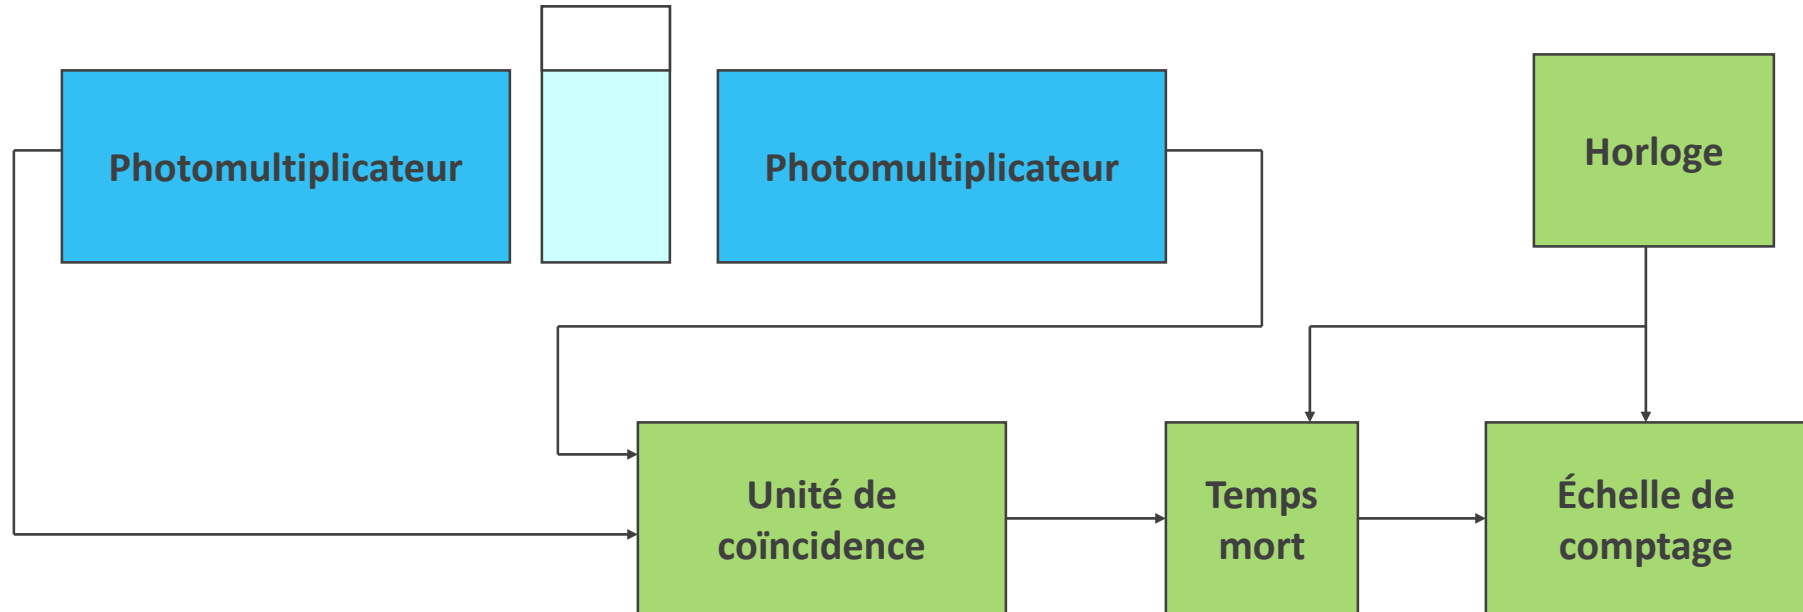 Photomultiplicateur
Photomultiplicateur
Horloge
Unité de
coïncidence
Temps
mort
Échelle de
comptage